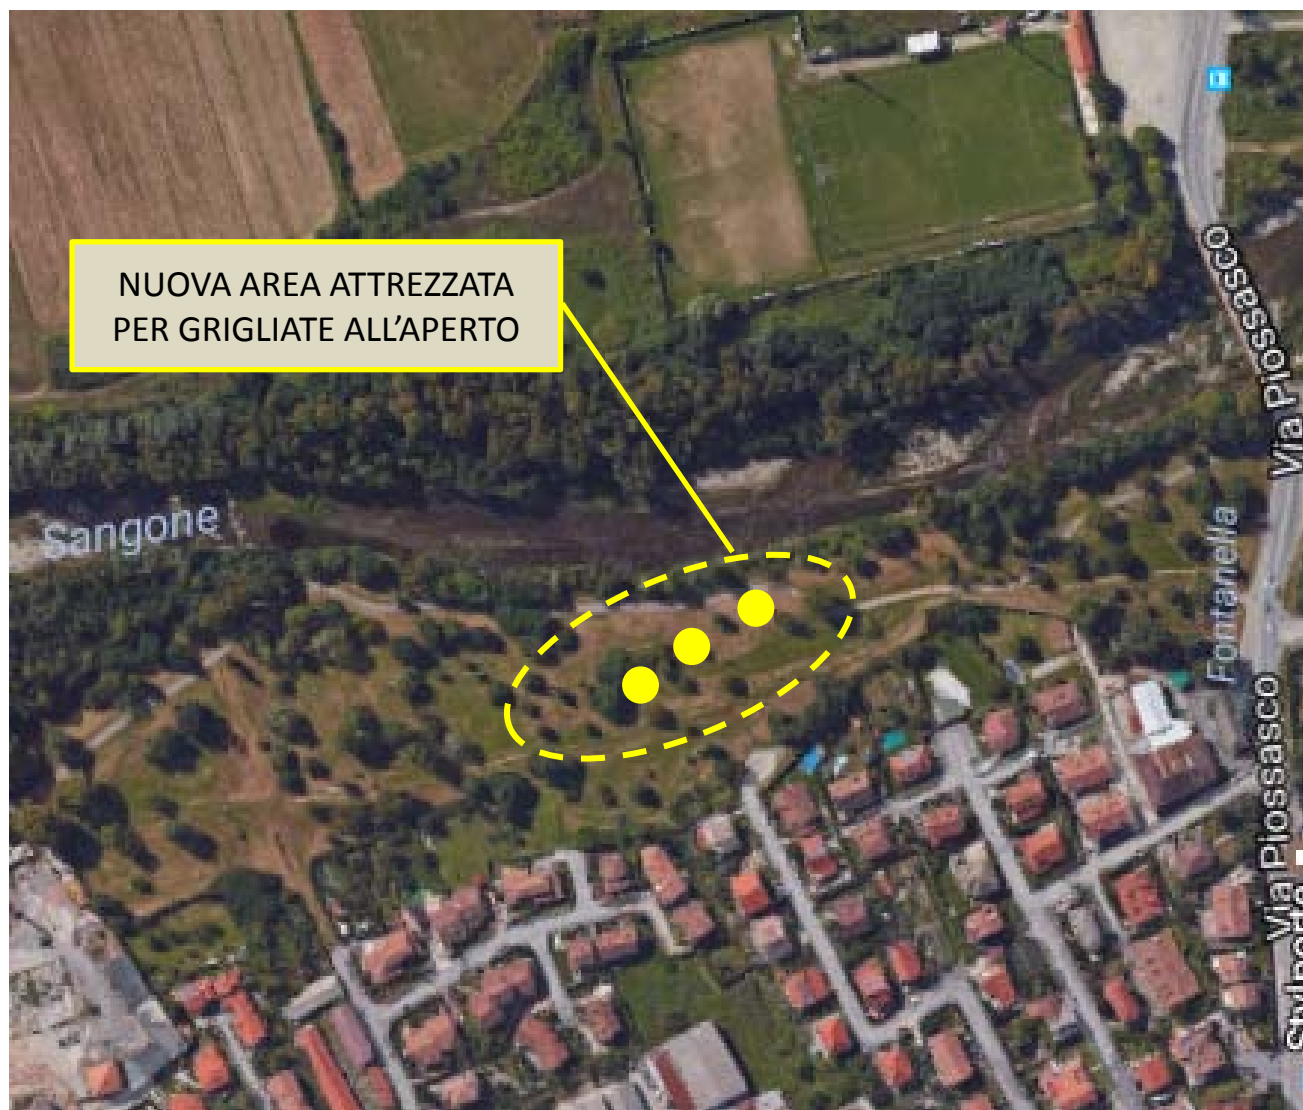 NUOVA AREA ATTREZZATA
PER GRIGLIATE ALL'APERTO
Via Piossasco
Sangone
Fontanella
Via Piossasco